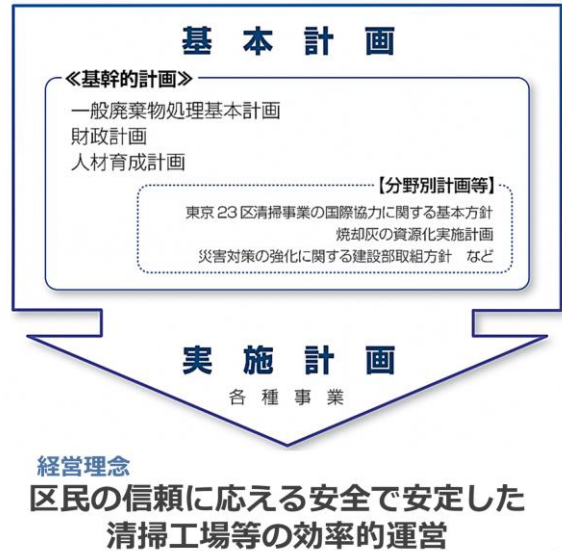 基本計画
≪基幹的計画≫
一般廃棄物処理基本計画
財政計画
人材育成計画
【分野別計画等】
東京23区清掃事業の国際協力に関する基本方針
焼却灰の資源化実施計画
災害対策の強化に関する建設部取組方針 など
実施計画
各種事業
経営理念
区民の信頼に応える安全で安定した
清掃工場等の効率的運営